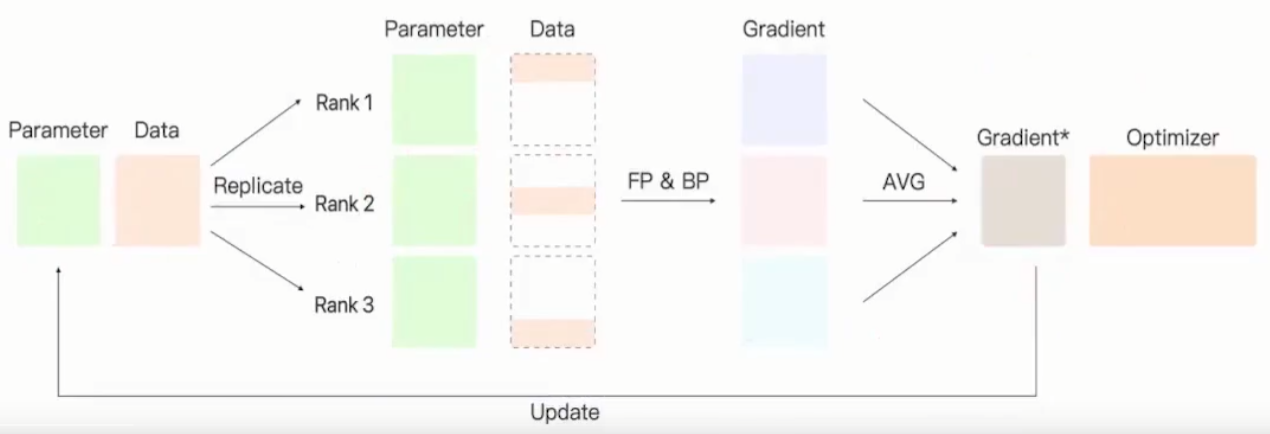 Parameter Data Gradient
Parameter Data
Rank 1
Replicate
Rank 2
Rank 3
FP & BP
AVG
Gradient* Optimizer
Update